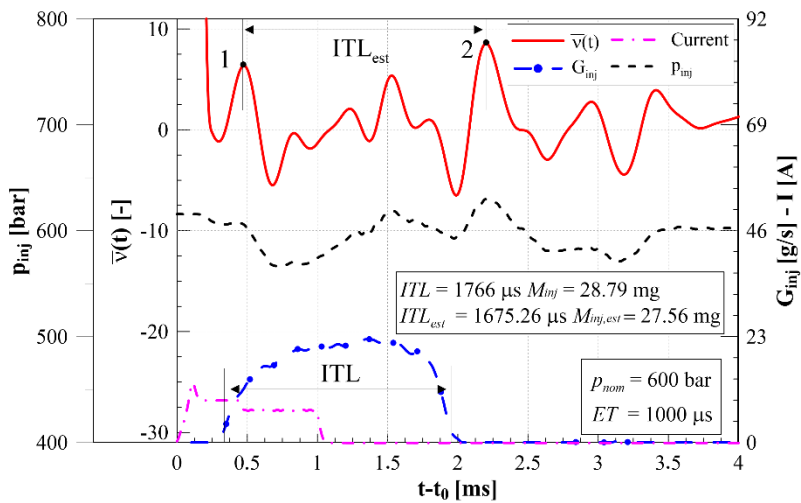 800
700
600
500
400
p_inj [bar]
10
0
-10
-20
-30
ν̅(t) [-]
1
ITL_est
2
ν̅(t)
Current
G_inj
p_inj
ITL = 1766 µs M_inj = 28.79 mg
ITL_est = 1675.26 µs M_inj,est = 27.56 mg
ITL
p_nom = 600 bar
ET = 1000 µs
92
69
46
23
0
G_inj [g/s] - I [A]
0 0.5 1 1.5 2 2.5 3 3.5 4
t-t₀ [ms]